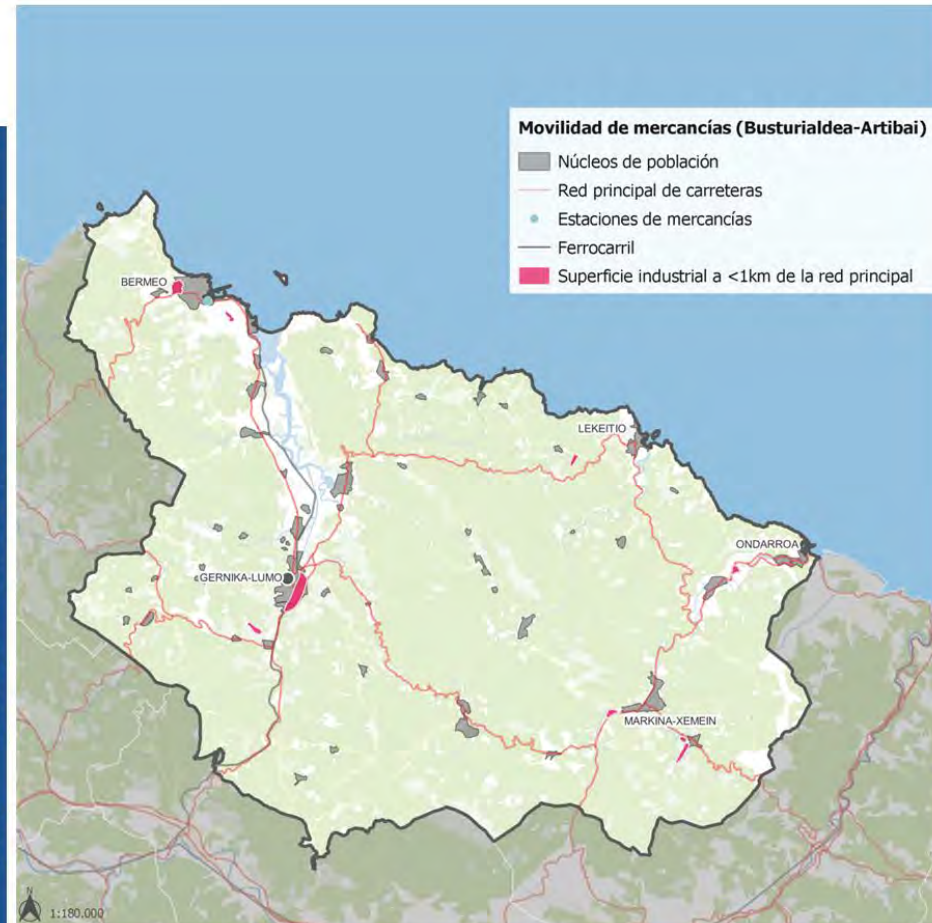 Movilidad de mercancías (Busturialdea-Artibai)
Núcleos de población
Red principal de carreteras
Estaciones de mercancías
Ferrocarril
Superficie industrial a <1km de la red principal
BERMEO
LEKEITIO
ONDARROA
GERNIKA-LUMO
MARKINA-XEMEIN
N
1:180.000